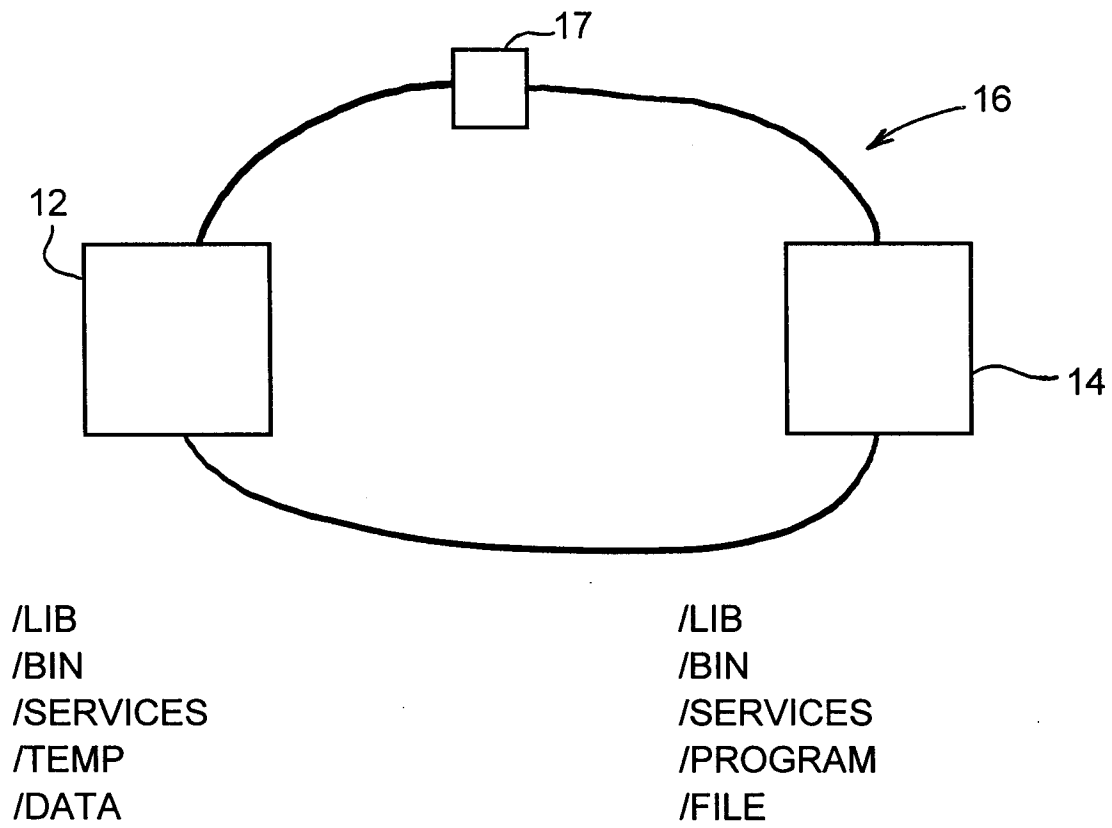 17
16
12
14
/LIB
/BIN
/SERVICES
/TEMP
/DATA
/LIB
/BIN
/SERVICES
/PROGRAM
/FILE